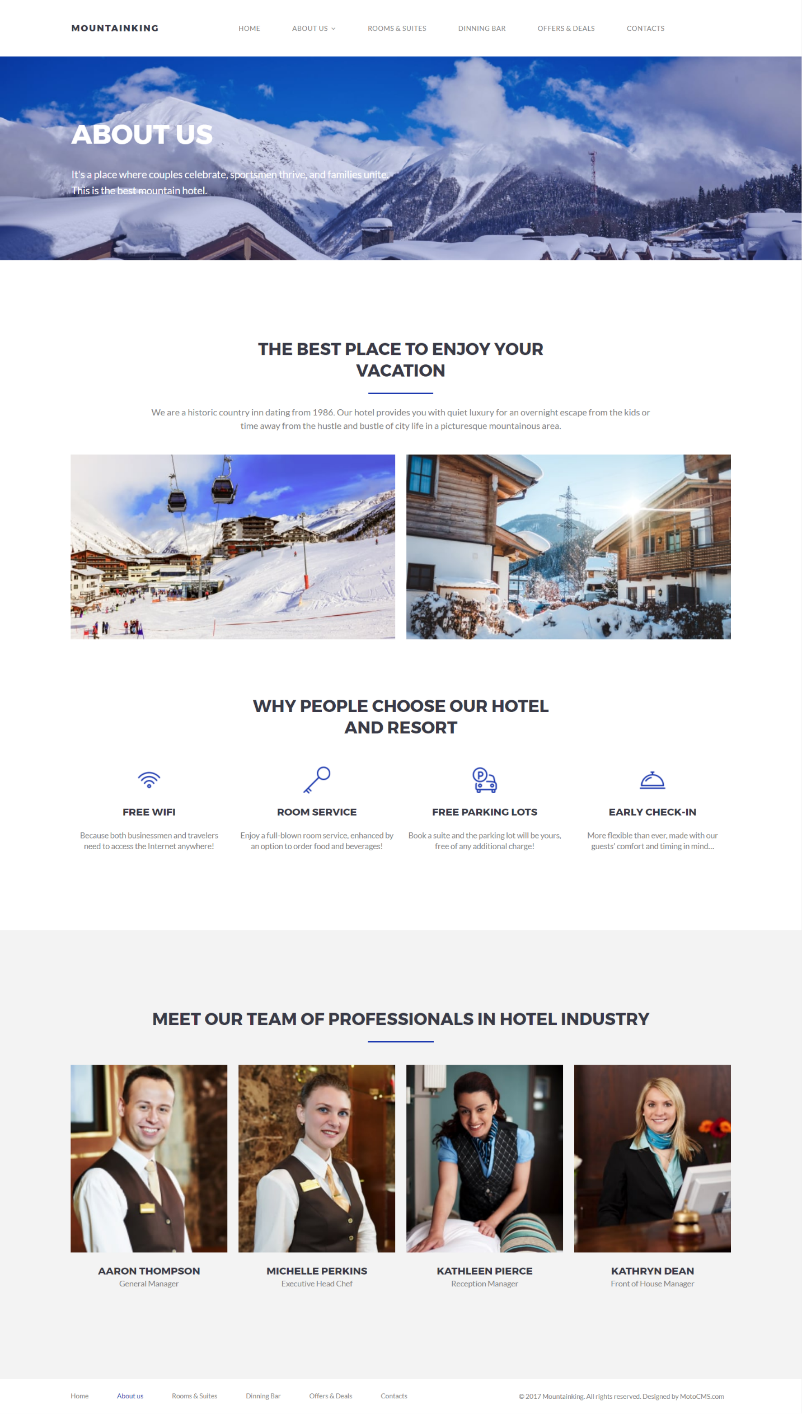 MOUNTAINKING
HOME ABOUT US ROOMS & SUITES DINNING BAR OFFERS & DEALS CONTACTS
ABOUT US
It's a place where couples celebrate, sportsmen thrive, and families unite.
This is the best mountain hotel.
THE BEST PLACE TO ENJOY YOUR
VACATION
We are a historic country inn dating from 1986. Our hotel provides you with quiet luxury for an overnight escape from the kids or
time away from the hustle and bustle of city life in a picturesque mountainous area.
WHY PEOPLE CHOOSE OUR HOTEL
AND RESORT
P
FREE WIFI
Because both businessmen and travelers
need to access the Internet anywhere!
ROOM SERVICE
Enjoy a full-blown room service, enhanced by
an option to order food and beverages!
FREE PARKING LOTS
Book a suite and the parking lot will be yours,
free of any additional charge!
EARLY CHECK-IN
More flexible than ever, made with our
guests' comfort and timing in mind...
MEET OUR TEAM OF PROFESSIONALS IN HOTEL INDUSTRY
AARON THOMPSON
General Manager
MICHELLE PERKINS
Executive Head Chef
KATHLEEN PIERCE
Reception Manager
KATHRYN DEAN
Front of House Manager
Home About us Rooms & Suites Dinning Bar Offers & Deals Contacts
© 2017 Mountainking. All rights reserved. Designed by MotoCMS.com